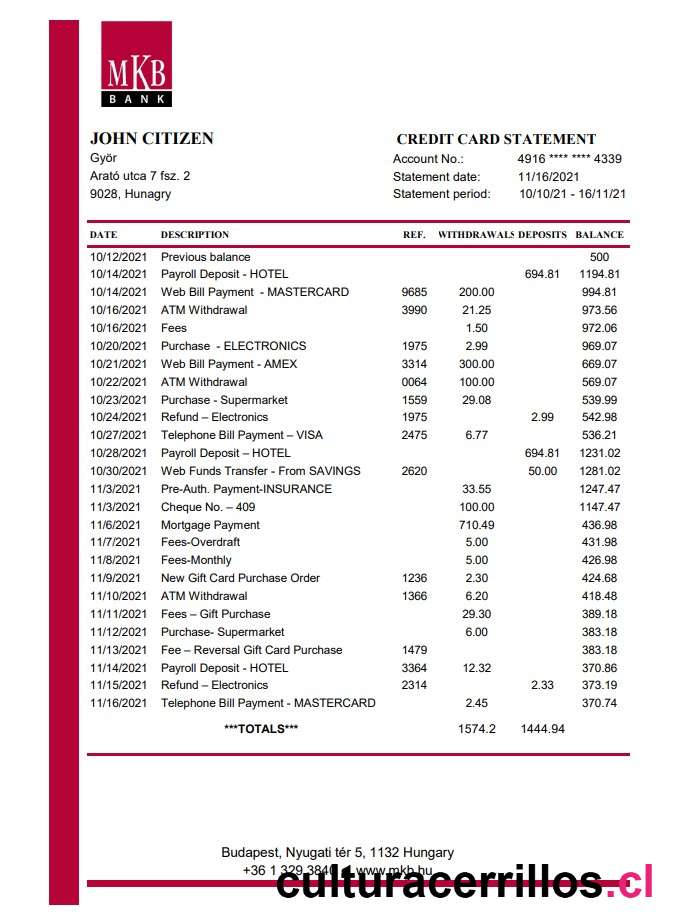 MKB
BANK
JOHN CITIZEN
CREDIT CARD STATEMENT
Györ
Account No.: 4916 **** **** 4339
Arató utca 7 fsz. 2
Statement date: 11/16/2021
9028, Hunagry
Statement period: 10/10/21 - 16/11/21
DATE DESCRIPTION REF. WITHDRAWALS DEPOSITS BALANCE
10/12/2021 Previous balance 500
10/14/2021 Payroll Deposit - HOTEL 694.81 1194.81
10/14/2021 Web Bill Payment - MASTERCARD 9685 200.00 994.81
10/16/2021 ATM Withdrawal 3990 21.25 973.56
10/16/2021 Fees 1.50 972.06
10/20/2021 Purchase - ELECTRONICS 1975 2.99 969.07
10/21/2021 Web Bill Payment - AMEX 3314 300.00 669.07
10/22/2021 ATM Withdrawal 0064 100.00 569.07
10/23/2021 Purchase - Supermarket 1559 29.08 539.99
10/24/2021 Refund – Electronics 1975 2.99 542.98
10/27/2021 Telephone Bill Payment – VISA 2475 6.77 536.21
10/28/2021 Payroll Deposit – HOTEL 694.81 1231.02
10/30/2021 Web Funds Transfer - From SAVINGS 2620 50.00 1281.02
11/3/2021 Pre-Auth. Payment-INSURANCE 33.55 1247.47
11/3/2021 Cheque No. – 409 100.00 1147.47
11/6/2021 Mortgage Payment 710.49 436.98
11/7/2021 Fees-Overdraft 5.00 431.98
11/8/2021 Fees-Monthly 5.00 426.98
11/9/2021 New Gift Card Purchase Order 1236 2.30 424.68
11/10/2021 ATM Withdrawal 1366 6.20 418.48
11/11/2021 Fees – Gift Purchase 29.30 389.18
11/12/2021 Purchase- Supermarket 6.00 383.18
11/13/2021 Fee – Reversal Gift Card Purchase 1479 383.18
11/14/2021 Payroll Deposit - HOTEL 3364 12.32 370.86
11/15/2021 Refund – Electronics 2314 2.33 373.19
11/16/2021 Telephone Bill Payment - MASTERCARD 2.45 370.74
***TOTALS*** 1574.2 1444.94
Budapest, Nyugati tér 5, 1132 Hungary
+36 1 329 3840 www.mkb.hu
culturacerrillos.cl